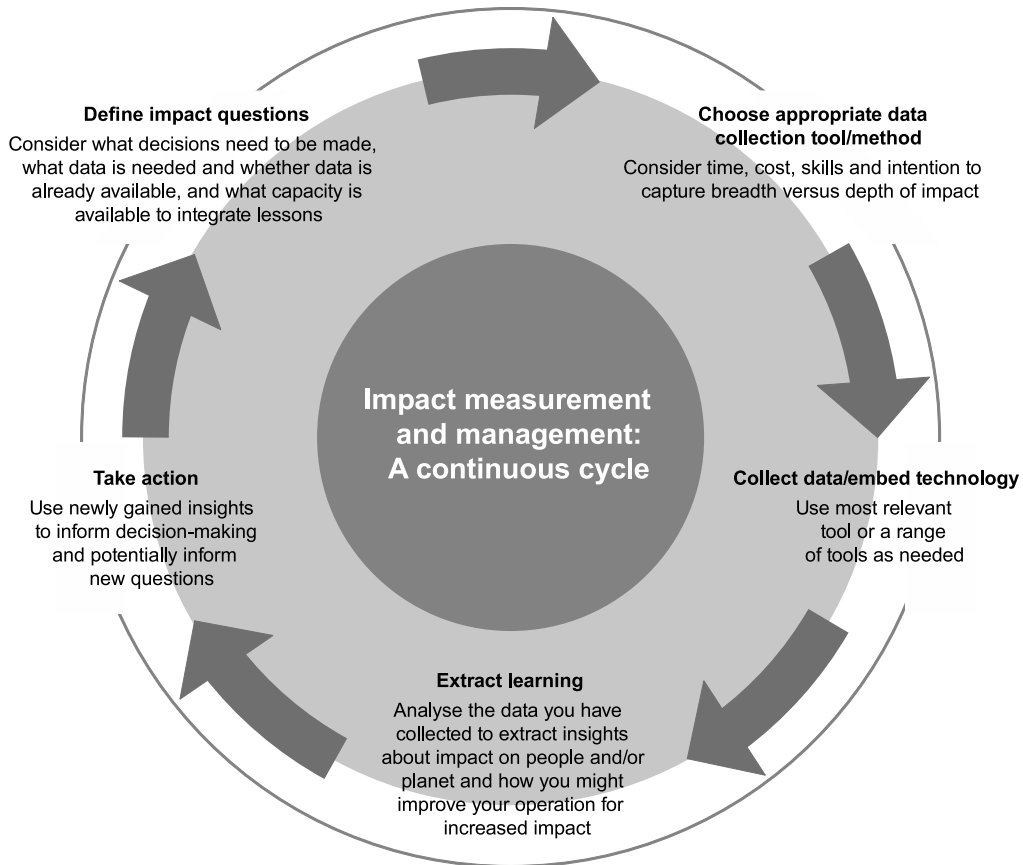 Define impact questions
Consider what decisions need to be made,
what data is needed and whether data is
already available, and what capacity is
available to integrate lessons
Choose appropriate data
collection tool/method
Consider time, cost, skills and intention to
capture breadth versus depth of impact
Impact measurement
and management:
A continuous cycle
Collect data/embed technology
Use most relevant
tool or a range
of tools as needed
Extract learning
Analyse the data you have
collected to extract insights
about impact on people and/or
planet and how you might
improve your operation for
increased impact
Take action
Use newly gained insights
to inform decision-making
and potentially inform
new questions